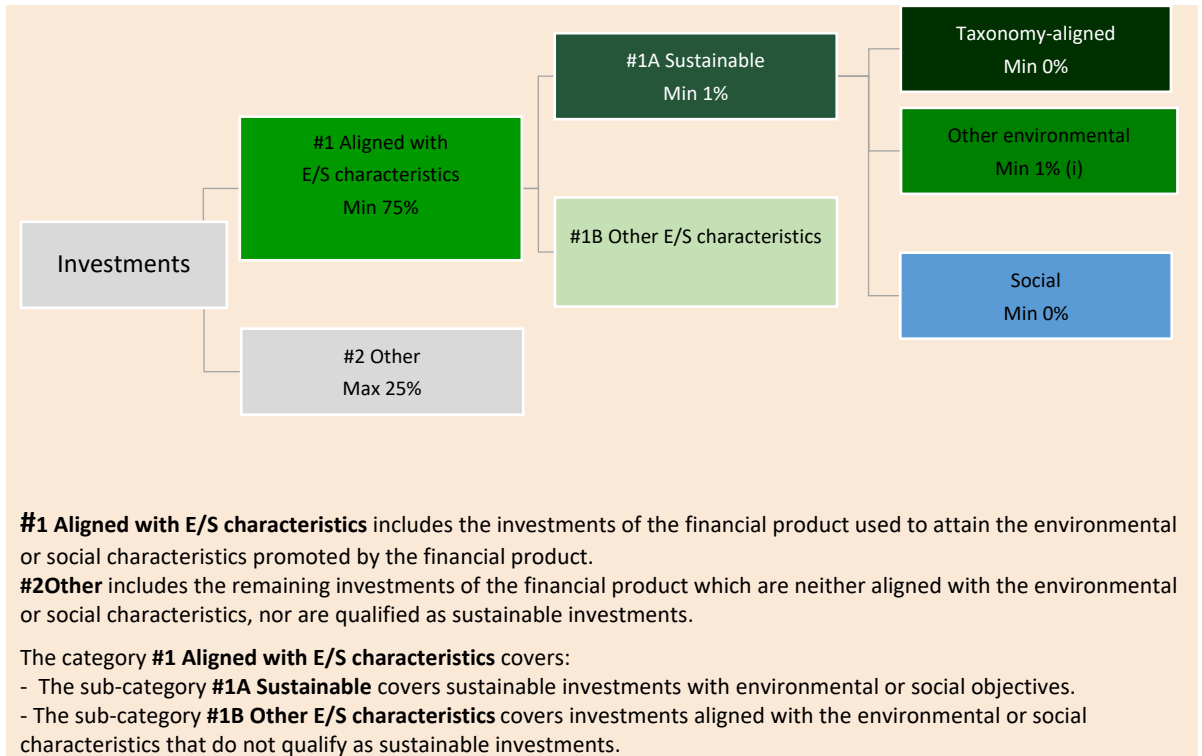 Taxonomy-aligned
Min 0%
#1A Sustainable
Min 1%
Other environmental
Min 1% (i)
#1 Aligned with
E/S characteristics
Min 75%
#1B Other E/S characteristics
Investments
Social
Min 0%
#2 Other
Max 25%
#1 Aligned with E/S characteristics includes the investments of the financial product used to attain the environmental
or social characteristics promoted by the financial product.
#2Other includes the remaining investments of the financial product which are neither aligned with the environmental
or social characteristics, nor are qualified as sustainable investments.
The category #1 Aligned with E/S characteristics covers:
- The sub-category #1A Sustainable covers sustainable investments with environmental or social objectives.
- The sub-category #1B Other E/S characteristics covers investments aligned with the environmental or social
characteristics that do not qualify as sustainable investments.